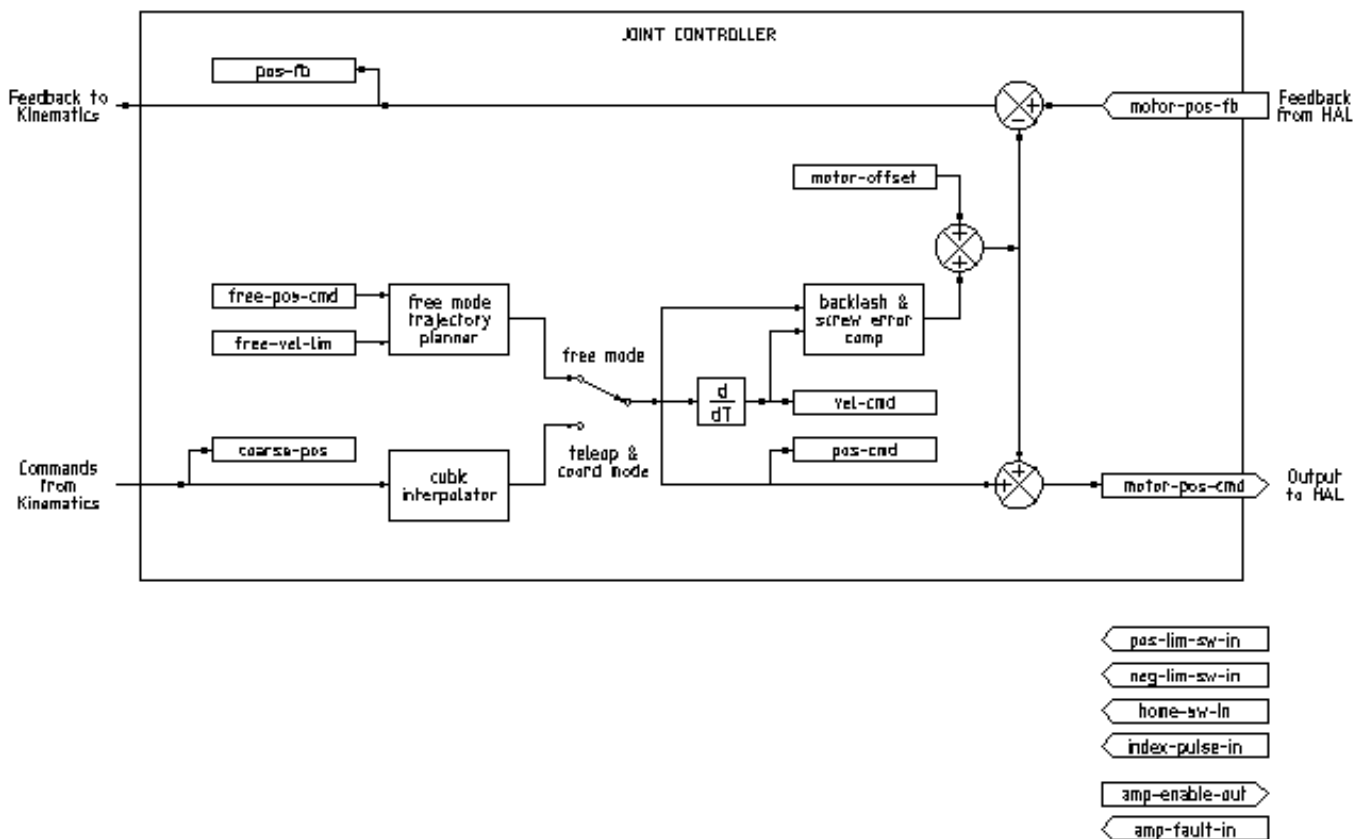 JOINT CONTROLLER
pos-fb
Feedback to
Kinematics
motor-pos-fb
Feedback
from HAL
+
−
motor-offset
+
+
free-pos-cmd
free-vel-lim
free mode
trajectory
planner
backlash &
screw error
comp
free mode
d
dT
vel-cmd
coarse-pos
teleop &
coord mode
pos-cmd
Commands
from
Kinematics
cubic
interpolator
+
+
motor-pos-cmd
Output
to HAL
pos-lim-sw-in
neg-lim-sw-in
home-sw-in
index-pulse-in
amp-enable-out
amp-fault-in